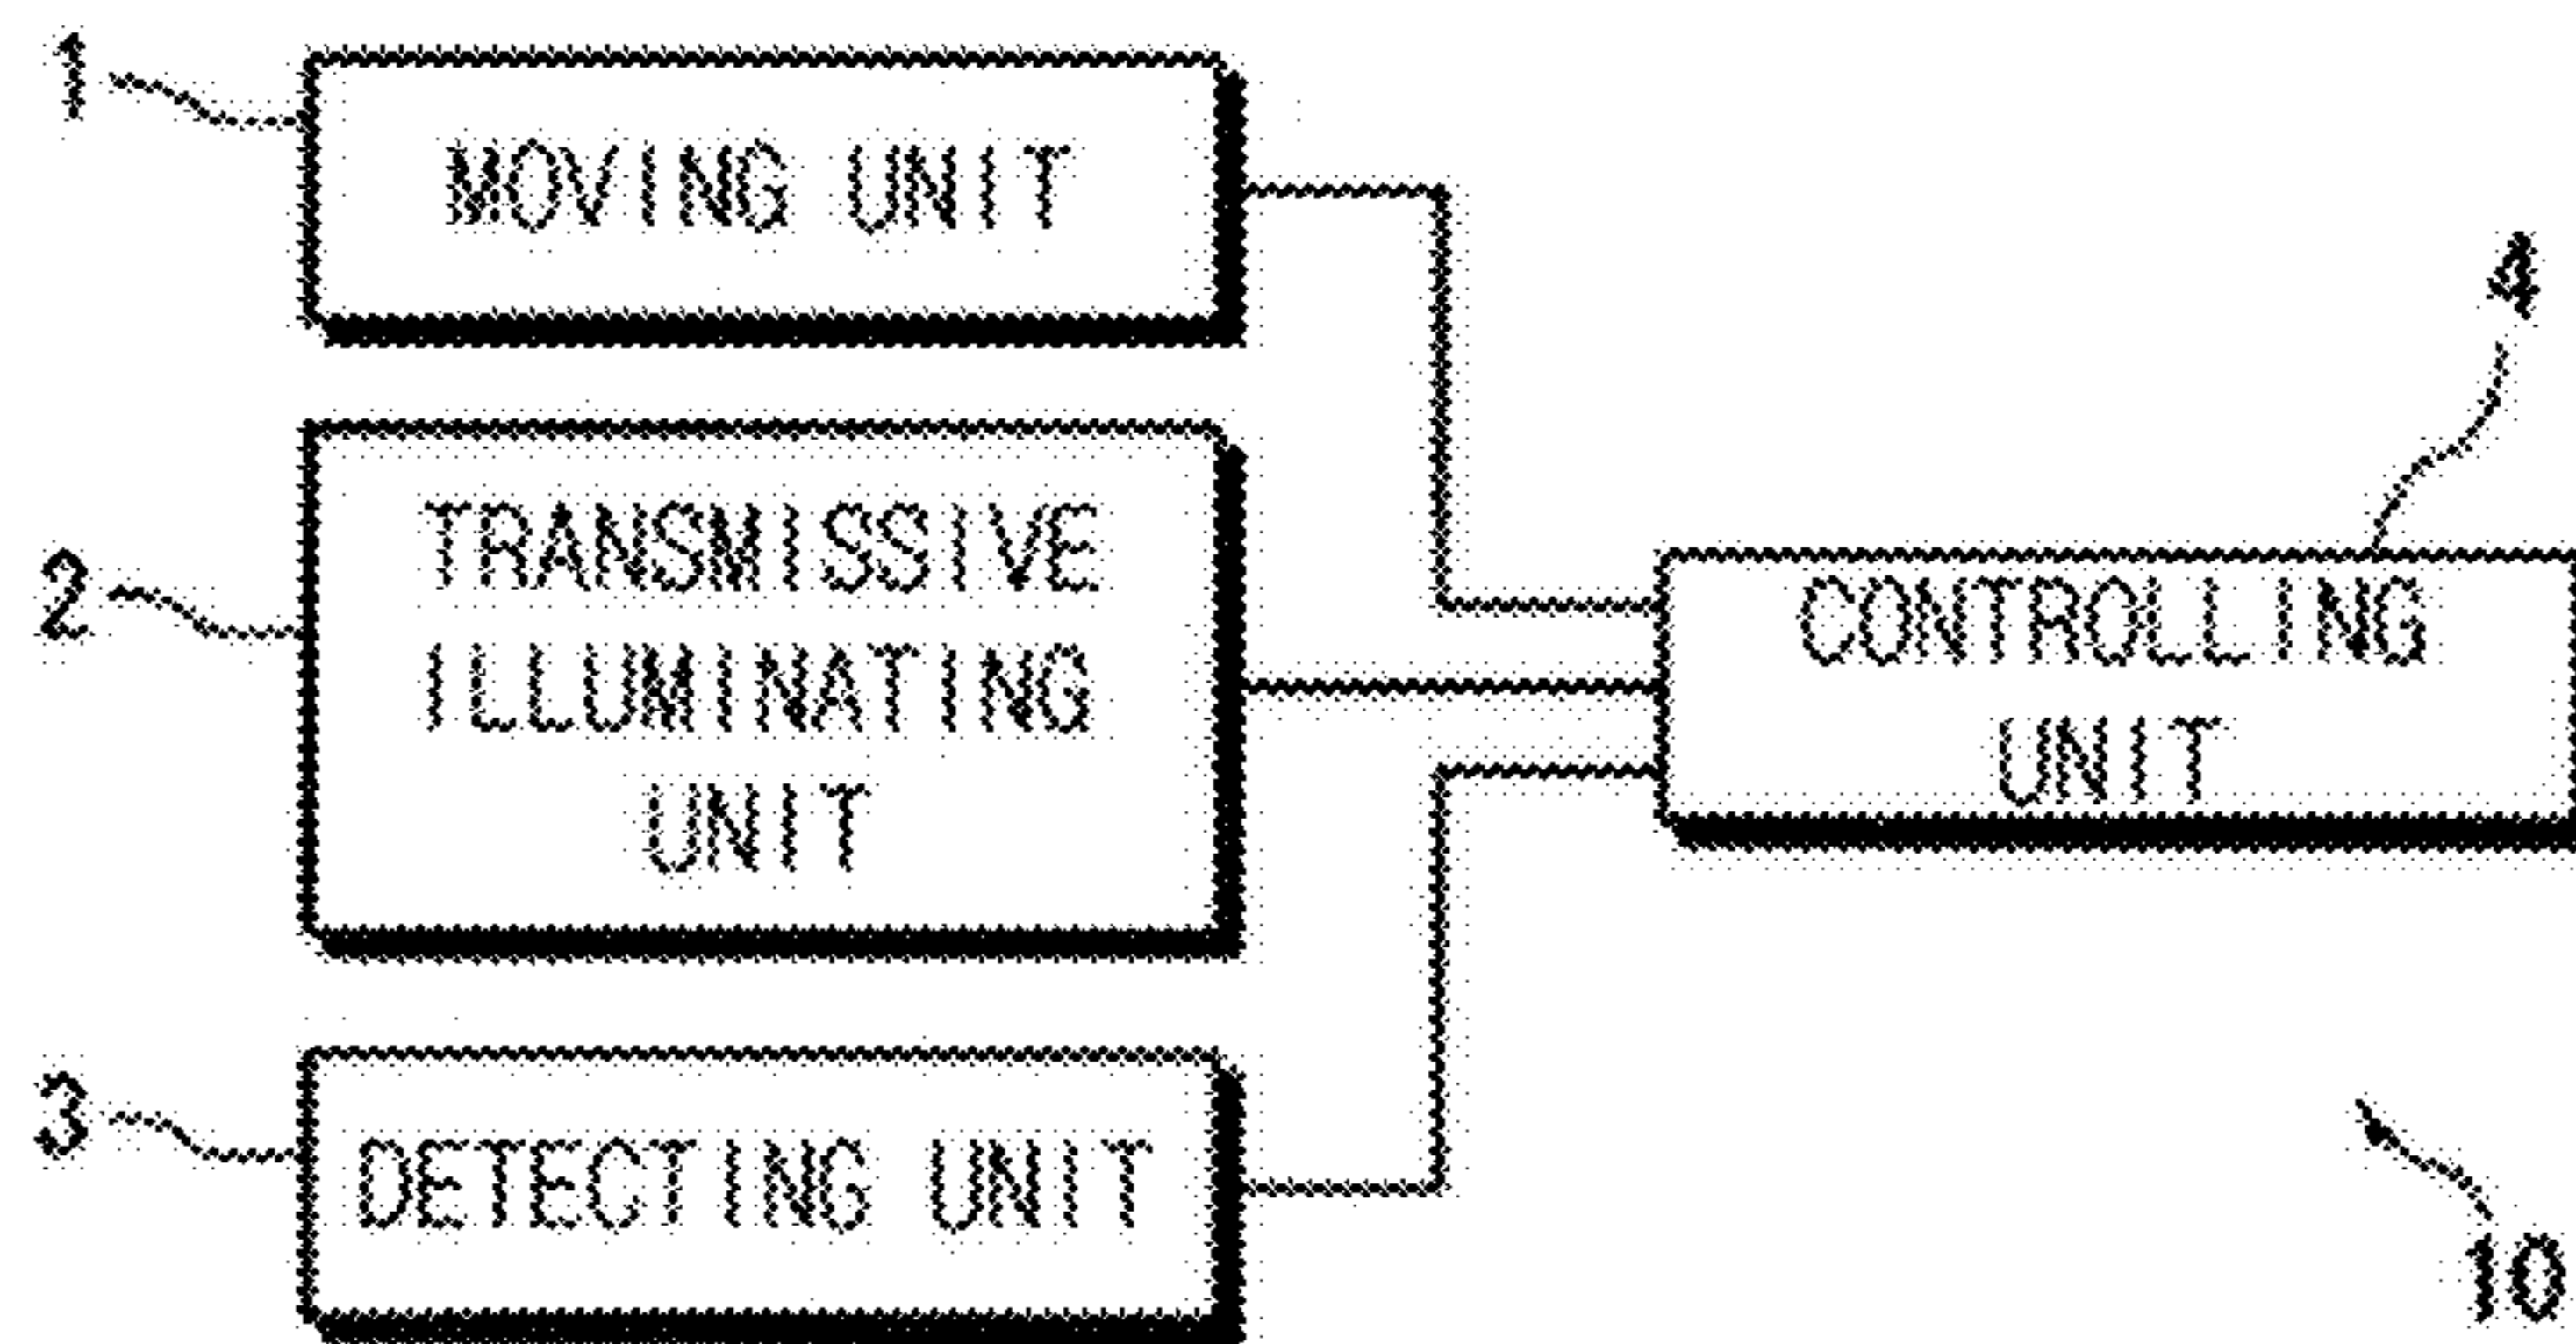 1
MOVING UNIT
4
2
TRANSMISSIVE
ILLUMINATING
UNIT
CONTROLLING
UNIT
3
DETECTING UNIT
10